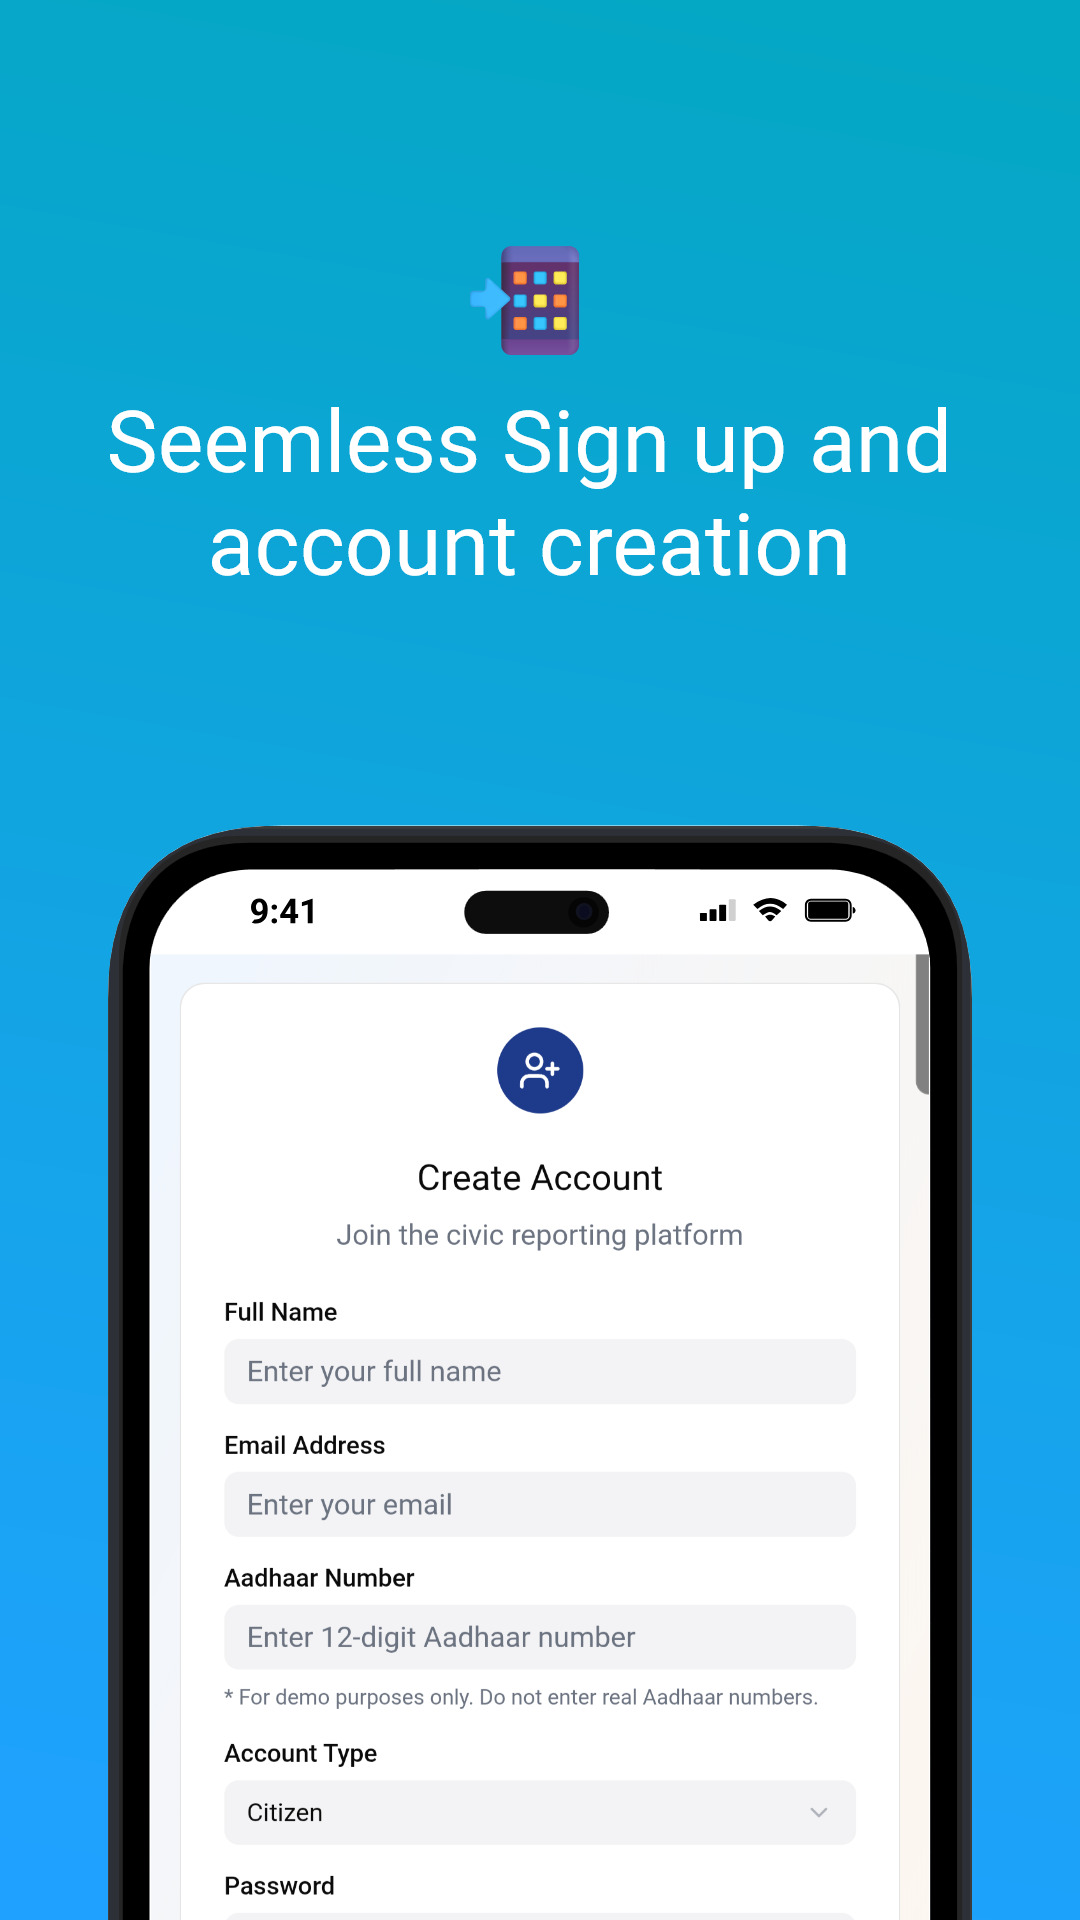 Seemless Sign up and
account creation
9:41
Create Account
Join the civic reporting platform
Full Name
Enter your full name
Email Address
Enter your email
Aadhaar Number
Enter 12-digit Aadhaar number
* For demo purposes only. Do not enter real Aadhaar numbers.
Account Type
Citizen
Password